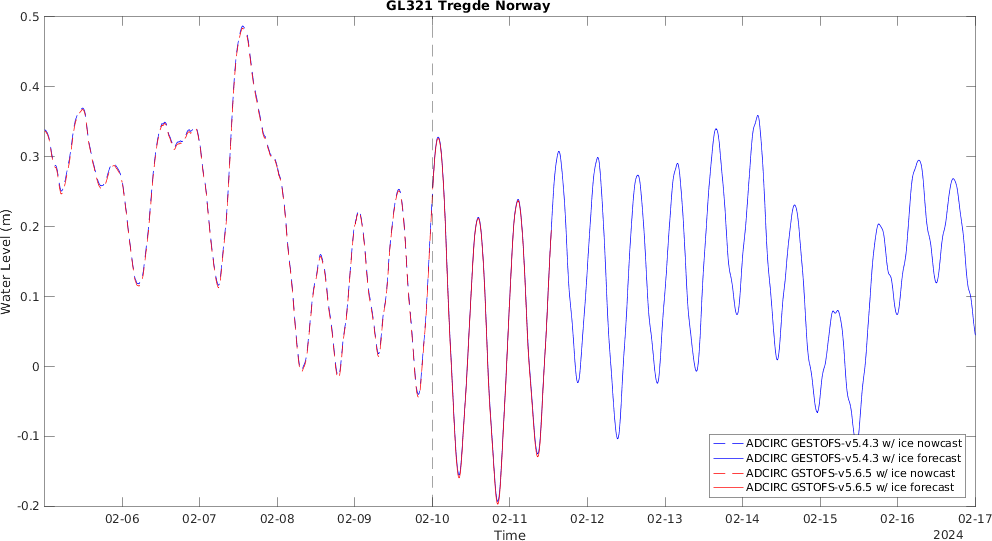 GL321 Tregde Norway
0.5
0.4
0.3
0.2
0.1
0
-0.1
-0.2
Water Level (m)
ADCIRC GESTOFS-v5.4.3 w/ ice nowcast
ADCIRC GESTOFS-v5.4.3 w/ ice forecast
ADCIRC GSTOFS-v5.6.5 w/ ice nowcast
ADCIRC GSTOFS-v5.6.5 w/ ice forecast
02-06 02-07 02-08 02-09 02-10 02-11 02-12 02-13 02-14 02-15 02-16 02-17
Time
2024